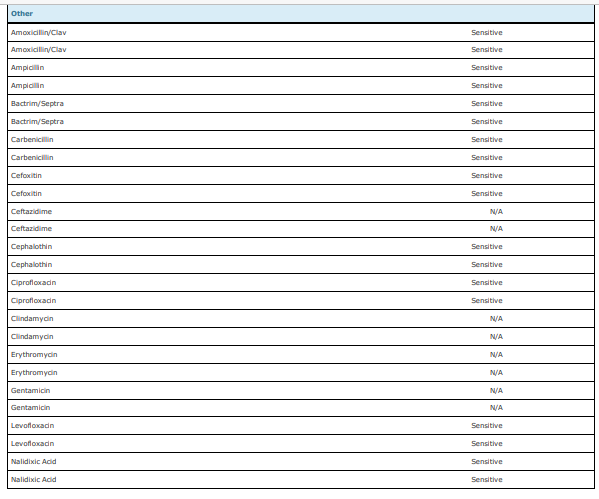 Other
Amoxicillin/Clav Sensitive
Amoxicillin/Clav Sensitive
Ampicillin Sensitive
Ampicillin Sensitive
Bactrim/Septra Sensitive
Bactrim/Septra Sensitive
Carbenicillin Sensitive
Carbenicillin Sensitive
Cefoxitin Sensitive
Cefoxitin Sensitive
Ceftazidime N/A
Ceftazidime N/A
Cephalothin Sensitive
Cephalothin Sensitive
Ciprofloxacin Sensitive
Ciprofloxacin Sensitive
Clindamycin N/A
Clindamycin N/A
Erythromycin N/A
Erythromycin N/A
Gentamicin N/A
Gentamicin N/A
Levofloxacin Sensitive
Levofloxacin Sensitive
Nalidixic Acid Sensitive
Nalidixic Acid Sensitive